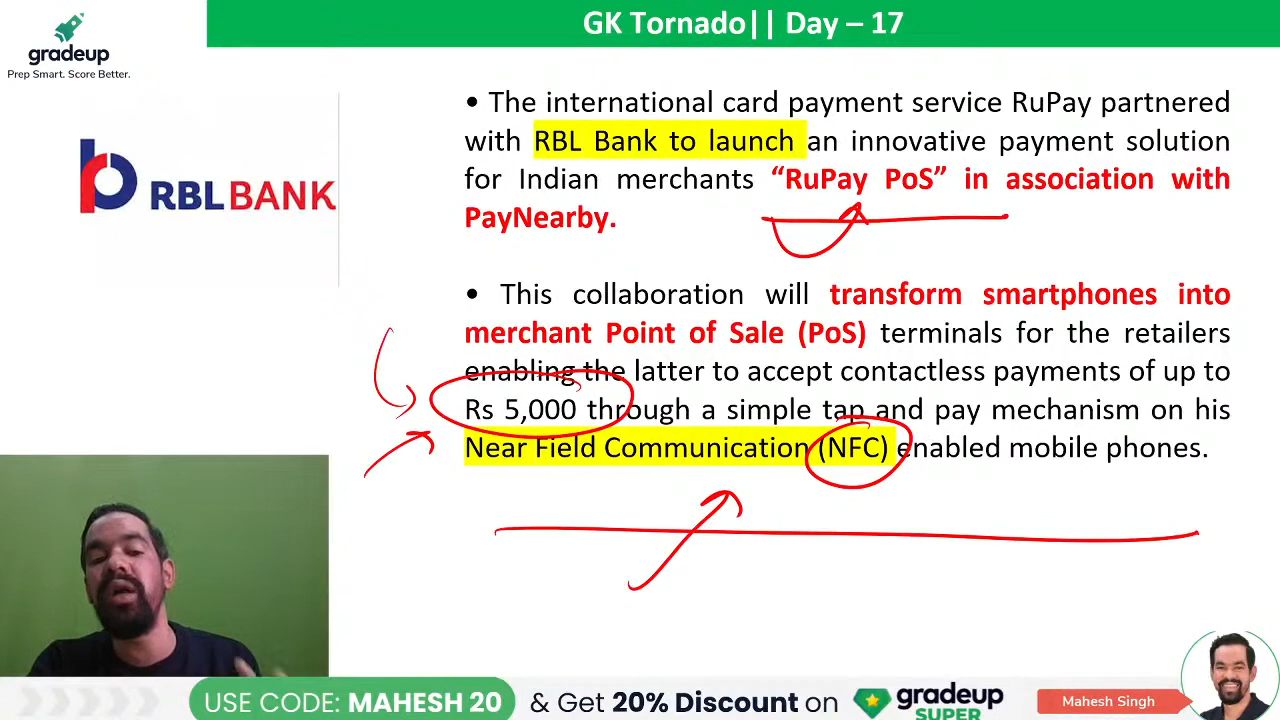 GK Tornado|| Day – 17
gradeup
Prep Smart. Score Better.
RBL BANK
• The international card payment service RuPay partnered
with RBL Bank to launch an innovative payment solution
for Indian merchants “RuPay PoS” in association with
PayNearby.
• This collaboration will transform smartphones into
merchant Point of Sale (PoS) terminals for the retailers
enabling the latter to accept contactless payments of up to
Rs 5,000 through a simple tap and pay mechanism on his
Near Field Communication (NFC) enabled mobile phones.
USE CODE: MAHESH 20 & Get 20% Discount on gradeup
SUPER
Mahesh Singh